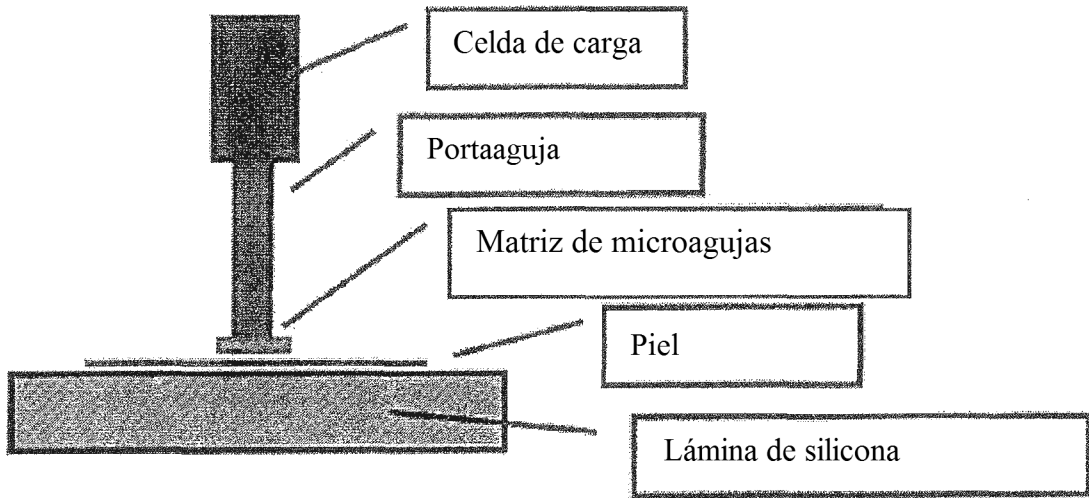 Celda de carga
Portaaguja
Matriz de microagujas
Piel
Lámina de silicona